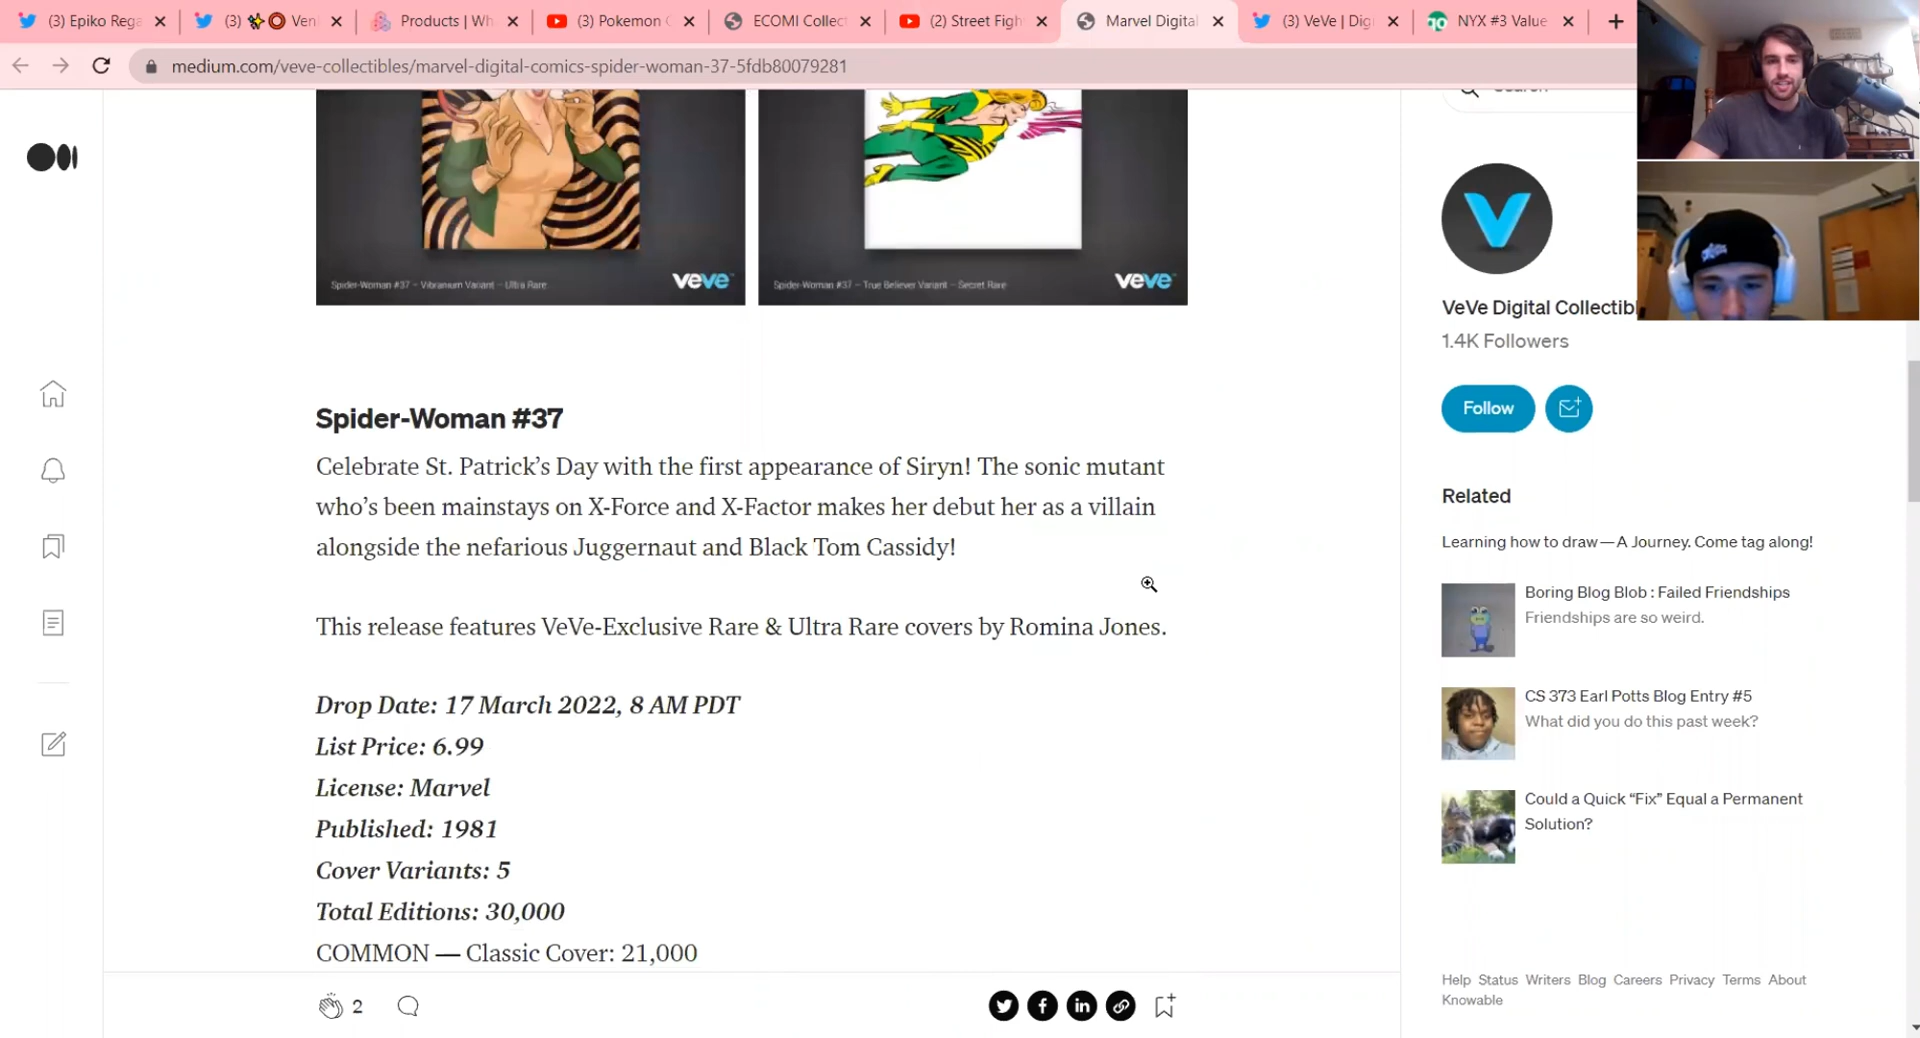 (3) Epiko Rega
(3) Ven
Products | Wh
(3) Pokemon
ECOMI Collect
(2) Street Figh
Marvel Digital
(3) VeVe | Dig
NYX #3 Value
medium.com/veve-collectibles/marvel-digital-comics-spider-woman-37-5fdb80079281
Spider-Woman #37 – Vibranium Variant – Ultra Rare
veve
Spider-Woman #37 – True Believer Variant – Secret Rare
veve
Spider-Woman #37
Celebrate St. Patrick’s Day with the first appearance of Siryn! The sonic mutant
who’s been mainstays on X-Force and X-Factor makes her debut her as a villain
alongside the nefarious Juggernaut and Black Tom Cassidy!
This release features VeVe-Exclusive Rare & Ultra Rare covers by Romina Jones.
Drop Date: 17 March 2022, 8 AM PDT
List Price: 6.99
License: Marvel
Published: 1981
Cover Variants: 5
Total Editions: 30,000
COMMON — Classic Cover: 21,000
2
VeVe Digital Collectib
1.4K Followers
Follow
Related
Learning how to draw — A Journey. Come tag along!
Boring Blog Blob : Failed Friendships
Friendships are so weird.
CS 373 Earl Potts Blog Entry #5
What did you do this past week?
Could a Quick “Fix” Equal a Permanent
Solution?
Help Status Writers Blog Careers Privacy Terms About
Knowable